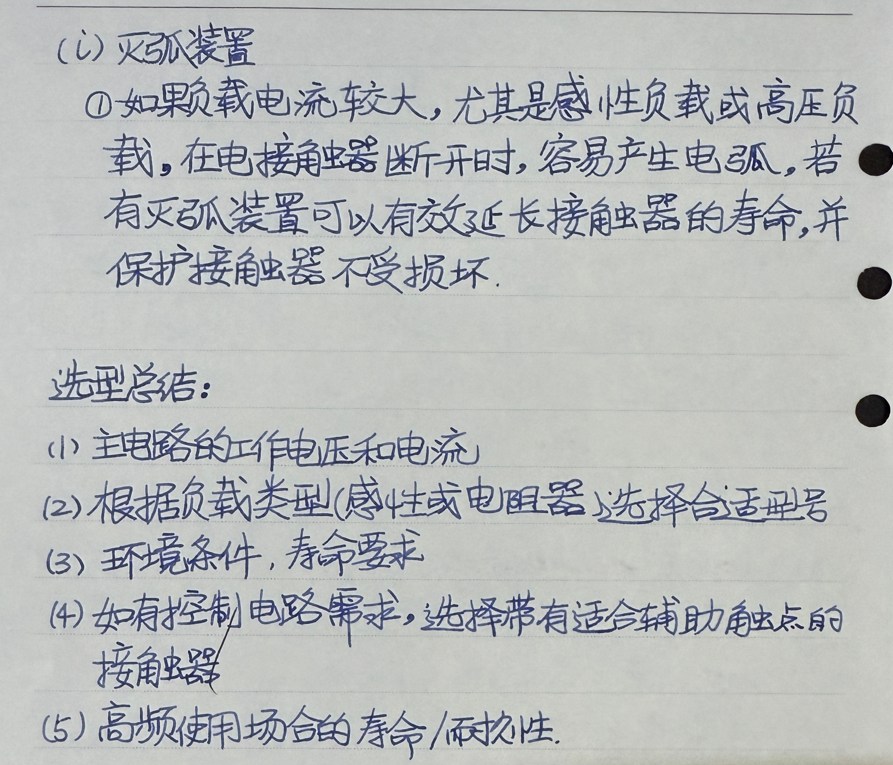 (i) 灭弧装置
①如果负载电流较大，尤其是感性负载或高压负
载，在电接触器断开时，容易产生电弧，若
有灭弧装置可以有效延长接触器的寿命，并
保护接触器不受损坏.
选型总结：
(1) 主电路的工作电压和电流
(2) 根据负载类型(感性或电阻器)选择合适型号
(3) 环境条件，寿命要求
(4) 如有控制电路需求，选择带有适合辅助触点的
接触器
(5) 高频使用场合的寿命/耐扰性.